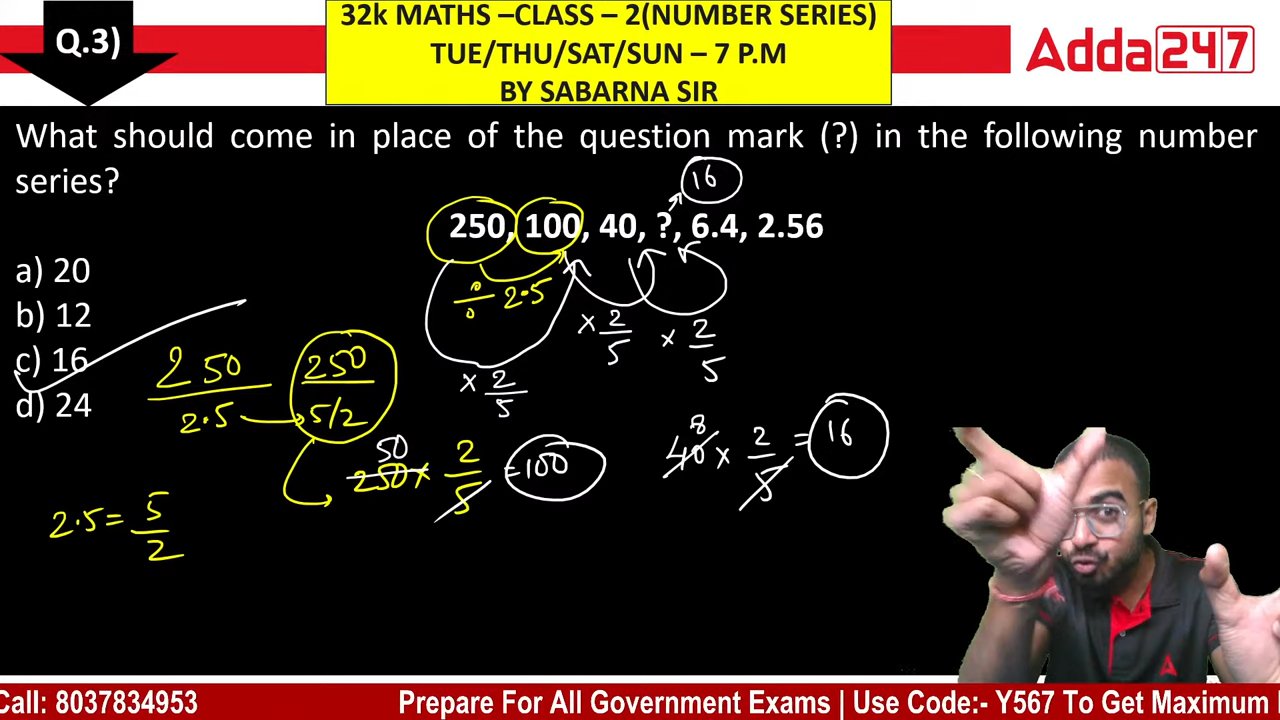 Q.3)
32k MATHS –CLASS – 2(NUMBER SERIES)
TUE/THU/SAT/SUN – 7 P.M
BY SABARNA SIR
Adda247
What should come in place of the question mark (?) in the following number
series?
16
250, 100, 40, ?, 6.4, 2.56
a) 20
b) 12
c) 16
d) 24
÷ 2.5
× 2/5
× 2/5
× 2/5
250/2.5
250/5/2
50
250 × 2/5 = 100
8
40 × 2/5 = 16
2.5 = 5/2
Call: 8037834953
Prepare For All Government Exams | Use Code:- Y567 To Get Maximum